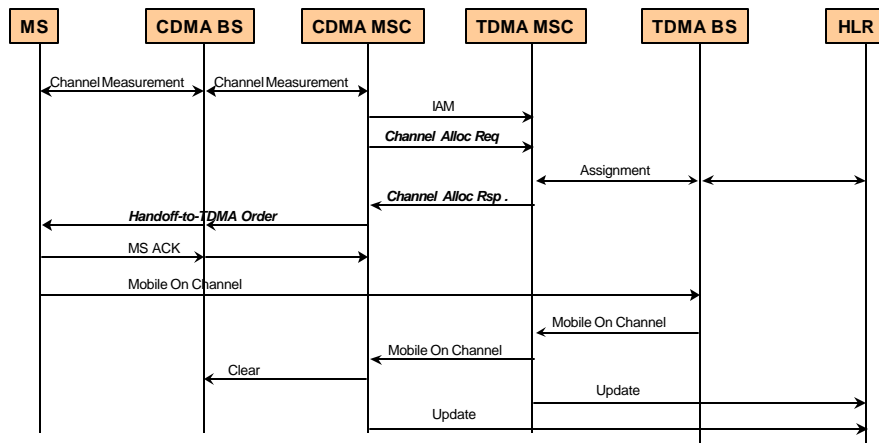 MS CDMA BS CDMA MSC TDMA MSC TDMA BS HLR
Channel Measurement Channel Measurement
IAM
Channel Alloc Req
Assignment
Channel Alloc Rsp .
Handoff-to-TDMA Order
MS ACK
Mobile On Channel
Mobile On Channel
Mobile On Channel
Clear
Update
Update